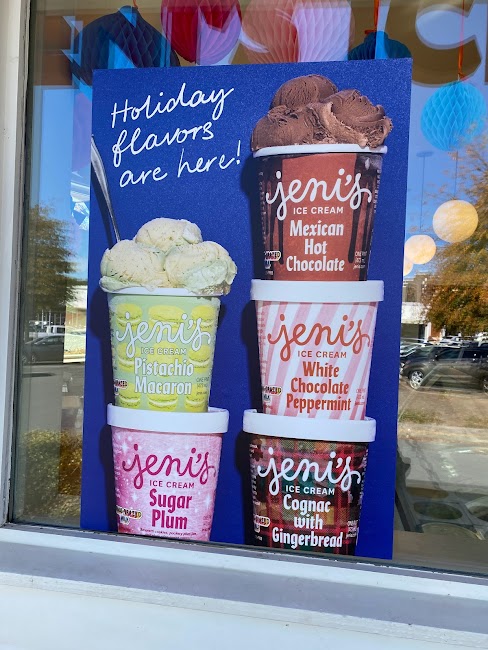 Holiday
flavors
are here!
jeni's
ICE CREAM
Mexican
Hot
Chocolate
jeni's
ICE CREAM
Pistachio
Macaron
jeni's
ICE CREAM
White
Chocolate
Peppermint
jeni's
ICE CREAM
Sugar
Plum
jeni's
ICE CREAM
Cognac
with
Gingerbread